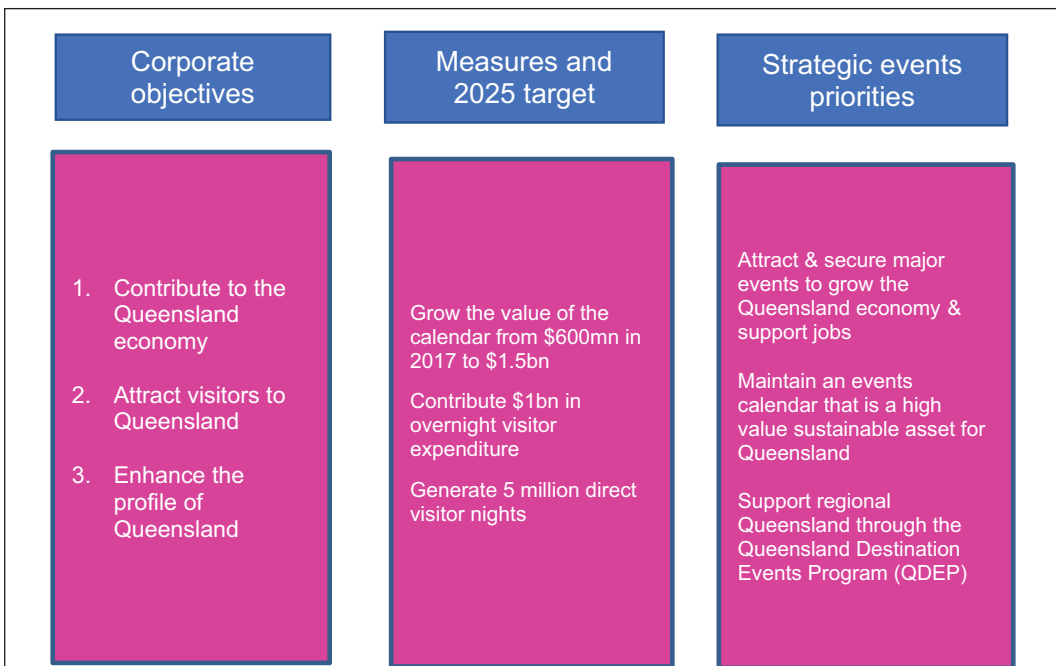 Corporate
objectives
1. Contribute to the
Queensland
economy
2. Attract visitors to
Queensland
3. Enhance the
profile of
Queensland
Measures and
2025 target
Grow the value of the
calendar from $600mn in
2017 to $1.5bn
Contribute $1bn in
overnight visitor
expenditure
Generate 5 million direct
visitor nights
Strategic events
priorities
Attract & secure major
events to grow the
Queensland economy &
support jobs
Maintain an events
calendar that is a high
value sustainable asset for
Queensland
Support regional
Queensland through the
Queensland Destination
Events Program (QDEP)